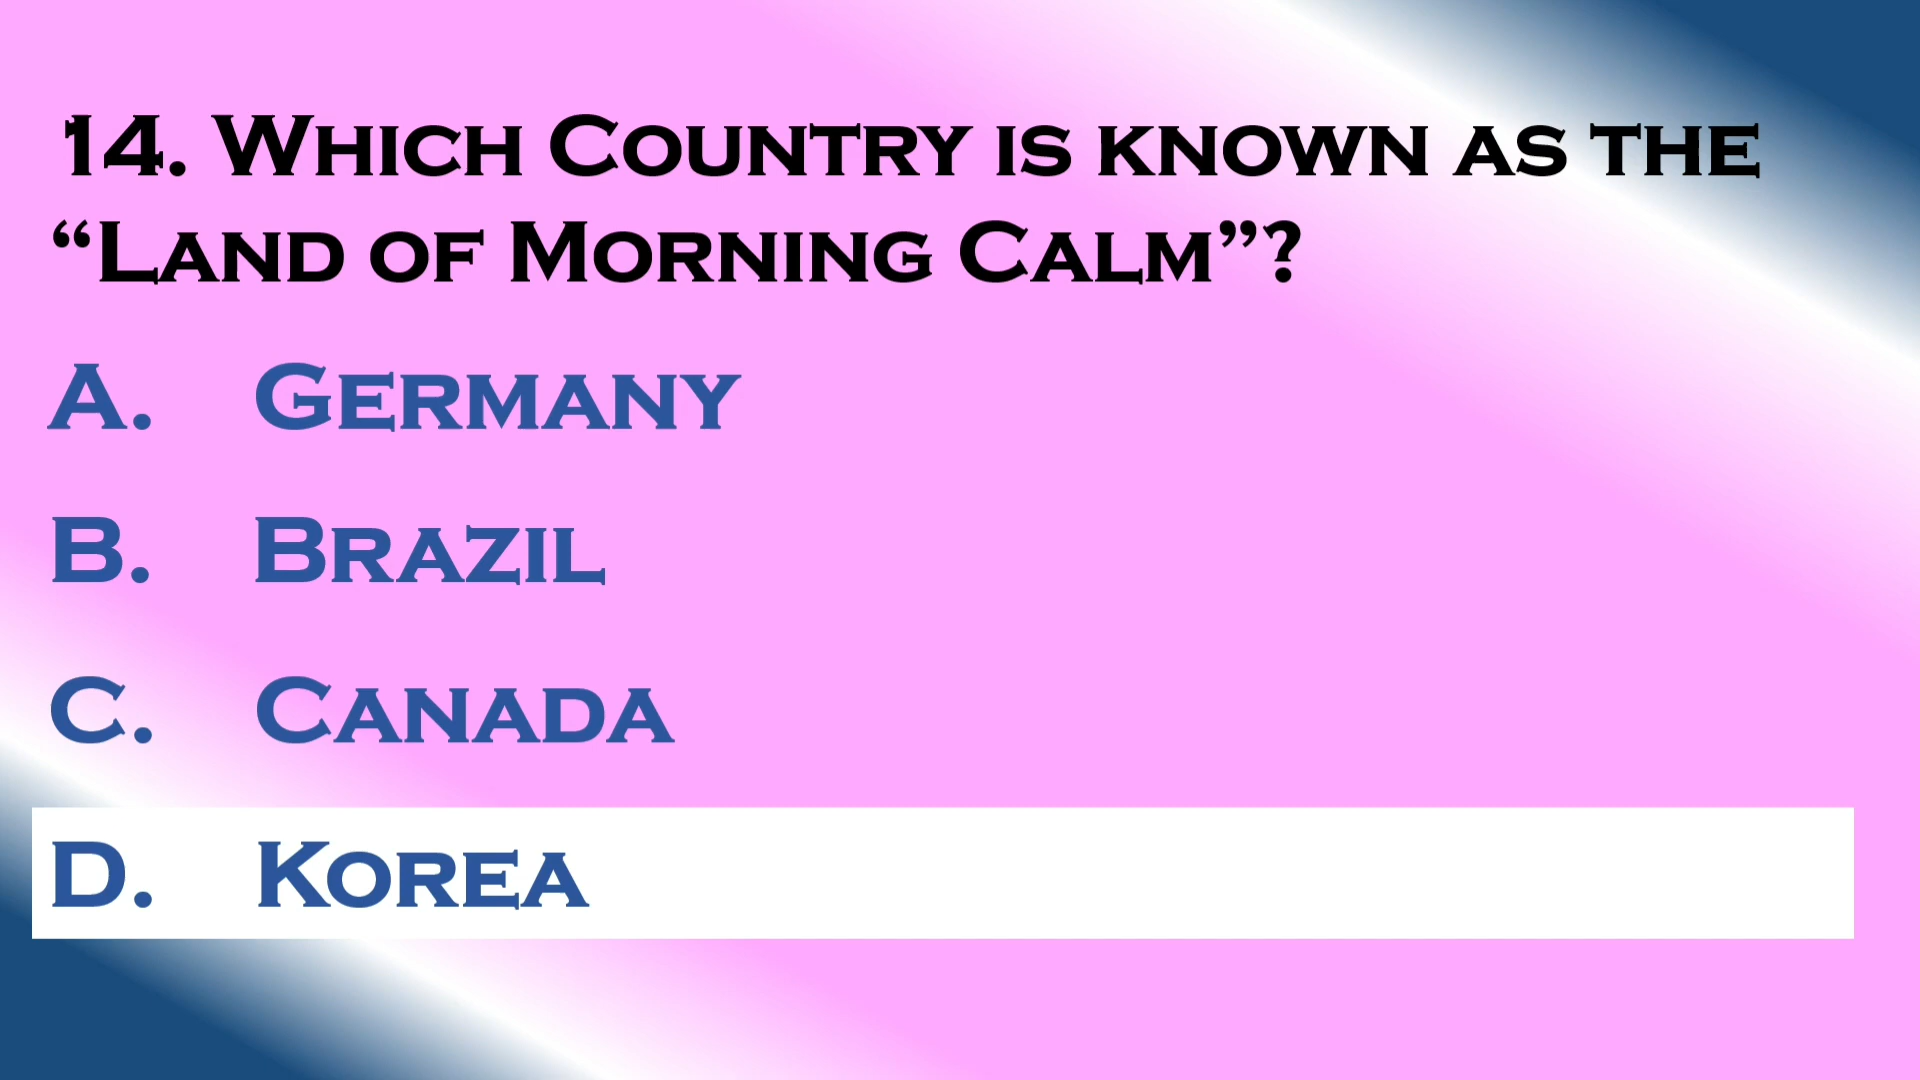 14. Which Country is known as the
“Land of Morning Calm”?
A. Germany
B. Brazil
C. Canada
D. Korea